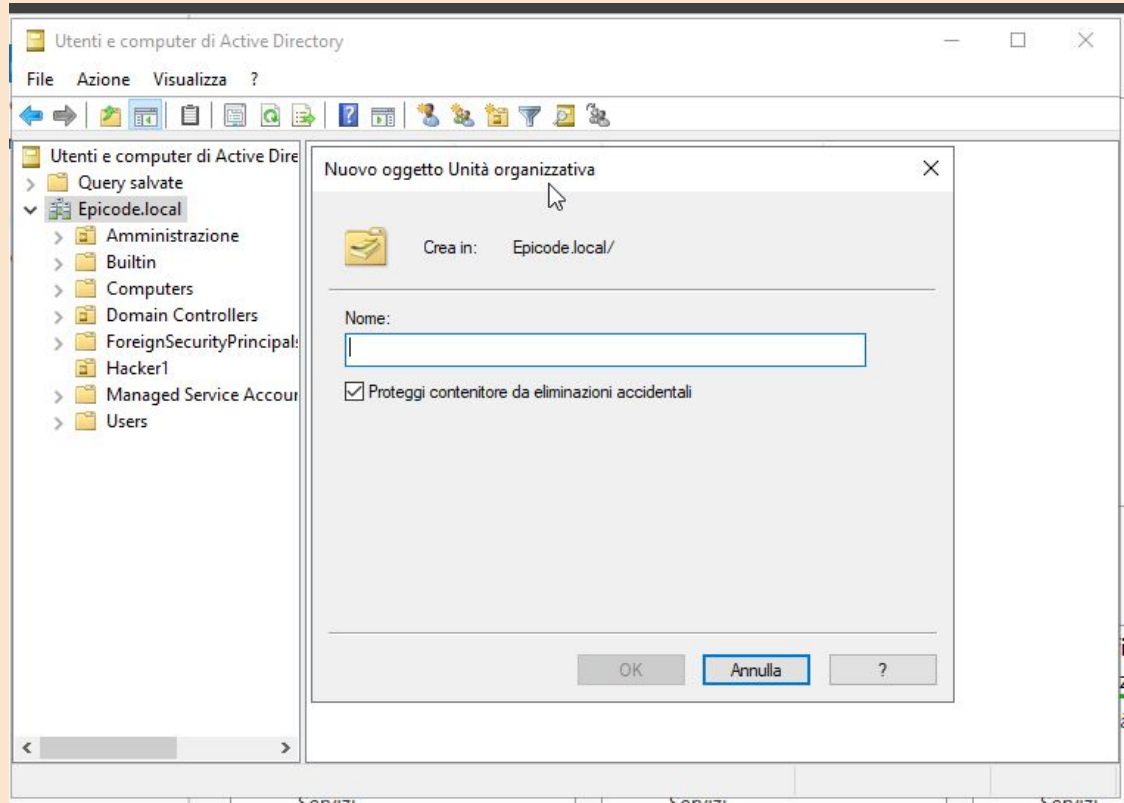 Utenti e computer di Active Directory
File Azione Visualizza ?
Utenti e computer di Active Dire
Query salvate
Epicode.local
Amministrazione
Builtin
Computers
Domain Controllers
ForeignSecurityPrincipals
Hacker1
Managed Service Accour
Users
Nuovo oggetto Unità organizzativa
Crea in: Epicode.local/
Nome:
Proteggi contenitore da eliminazioni accidentali
OK Annulla ?